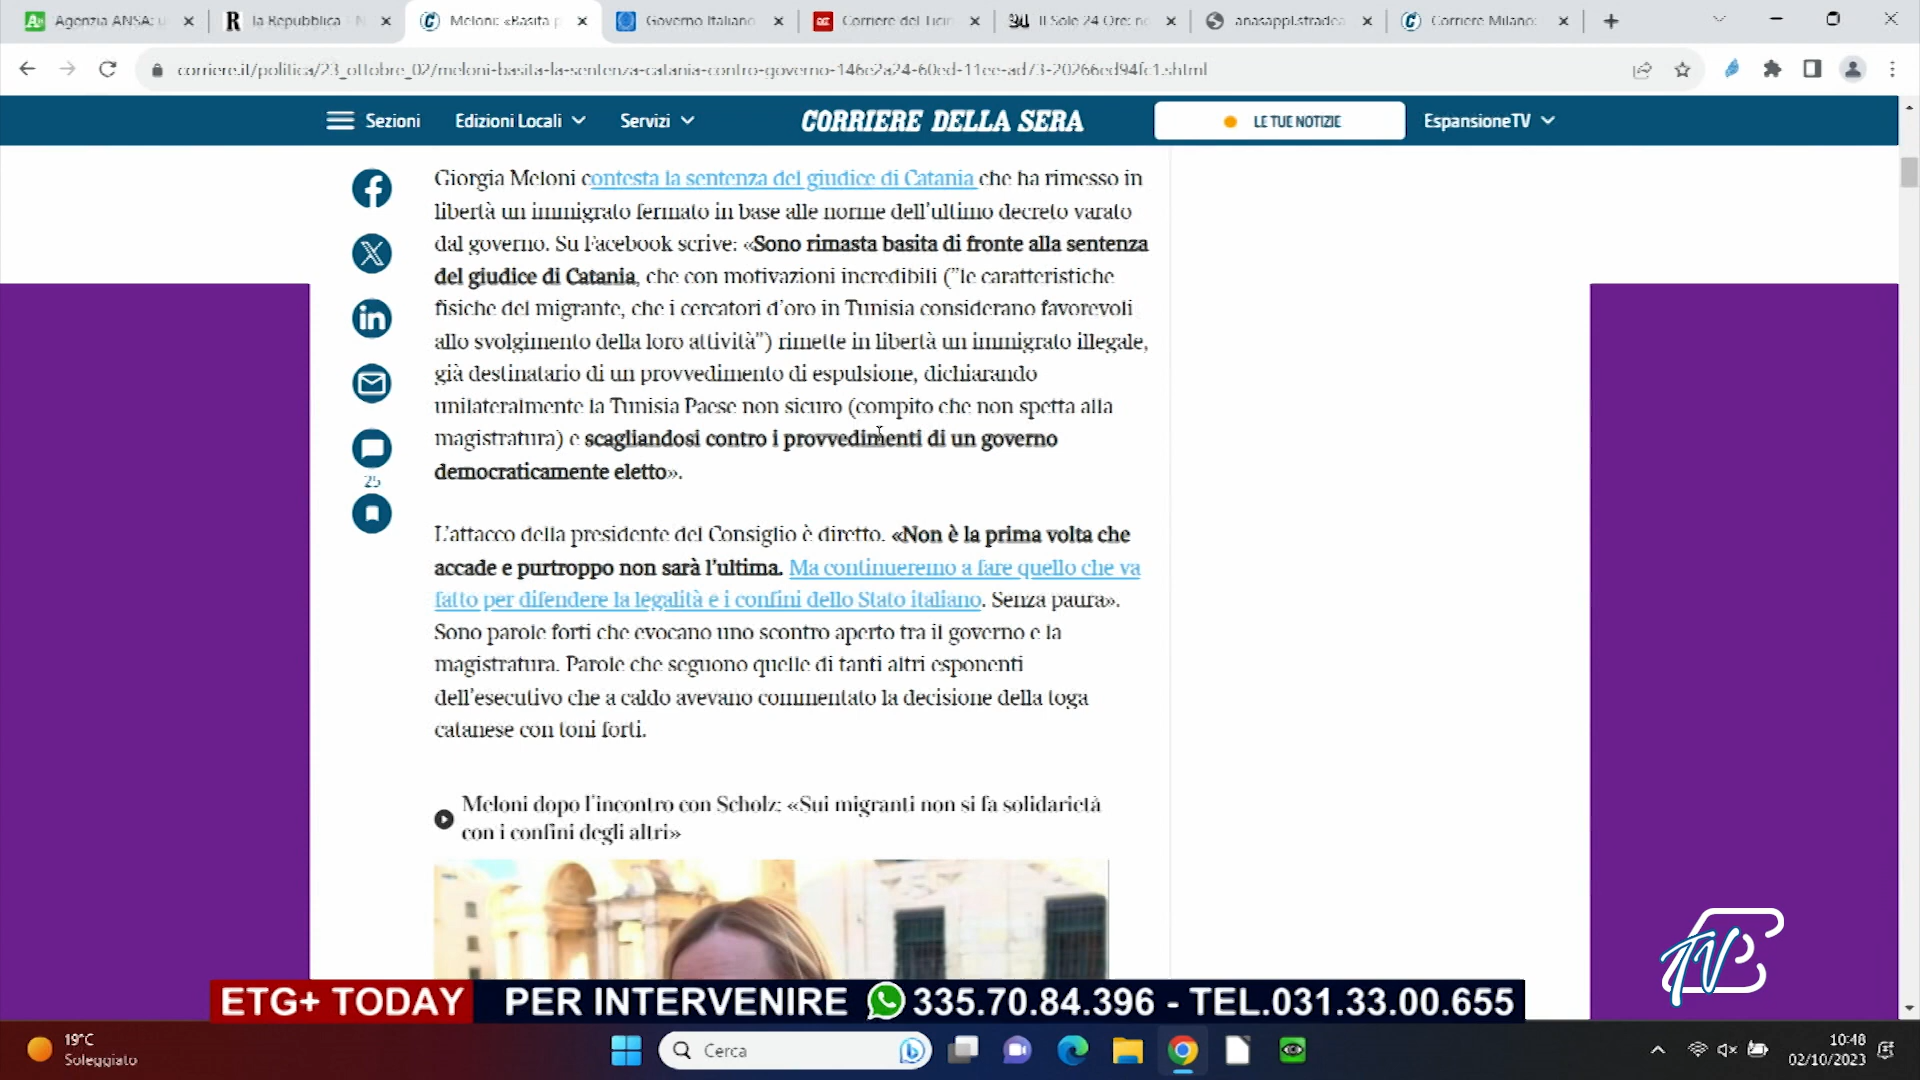 Agenzia ANSA: u
la Repubblica - N
Meloni: «Basita p
Governo Italiano
Corriere del Ticin
Il Sole 24 Ore: no
anasappl.stradea
Corriere Milano:
corriere.it/politica/23_ottobre_02/meloni-basita-la-sentenza-catania-contro-governo-146e2a24-60ed-11ee-ad73-20266ed94fc1.shtml
Sezioni
Edizioni Locali
Servizi
CORRIERE DELLA SERA
LE TUE NOTIZIE
EspansioneTV
Giorgia Meloni contesta la sentenza del giudice di Catania che ha rimesso in
libertà un immigrato fermato in base alle norme dell'ultimo decreto varato
dal governo. Su Facebook scrive: «Sono rimasta basita di fronte alla sentenza
del giudice di Catania, che con motivazioni incredibili ("le caratteristiche
fisiche del migrante, che i cercatori d'oro in Tunisia considerano favorevoli
allo svolgimento della loro attività") rimette in libertà un immigrato illegale,
già destinatario di un provvedimento di espulsione, dichiarando
unilateralmente la Tunisia Paese non sicuro (compito che non spetta alla
magistratura) e scagliandosi contro i provvedimenti di un governo
democraticamente eletto».
25
L'attacco della presidente del Consiglio è diretto. «Non è la prima volta che
accade e purtroppo non sarà l'ultima. Ma continueremo a fare quello che va
fatto per difendere la legalità e i confini dello Stato italiano. Senza paura».
Sono parole forti che evocano uno scontro aperto tra il governo e la
magistratura. Parole che seguono quelle di tanti altri esponenti
dell'esecutivo che a caldo avevano commentato la decisione della toga
catanese con toni forti.
Meloni dopo l'incontro con Scholz: «Sui migranti non si fa solidarietà
con i confini degli altri»
ETG+ TODAY
PER INTERVENIRE 335.70.84.396 - TEL.031.33.00.655
19°C
Soleggiato
Cerca
10:48
02/10/2023